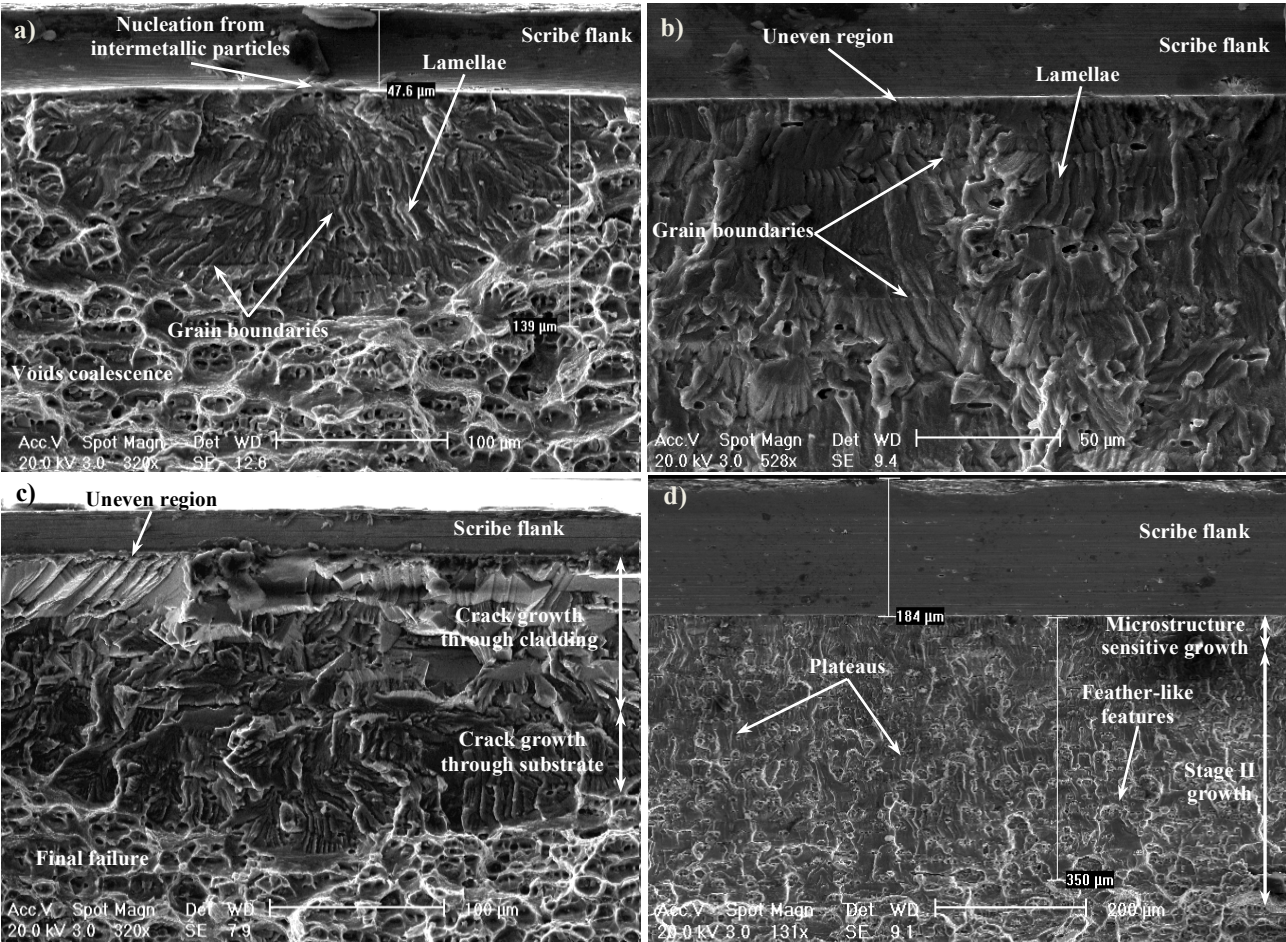 a)
Nucleation from
intermetallic particles
Scribe flank
Lamellae
47.6 µm
Grain boundaries
139 µm
Voids coalescence
Acc.V Spot Magn Det WD
100 µm
20.0 kV 3.0 320x SE 12.6
b)
Uneven region
Scribe flank
Lamellae
Grain boundaries
Acc.V Spot Magn Det WD
50 µm
20.0 kV 3.0 528x SE 9.4
c)
Uneven region
Scribe flank
Crack growth
through cladding
Crack growth
through substrate
Final failure
Acc.V Spot Magn Det WD
100 µm
20.0 kV 3.0 320x SE 7.9
d)
Scribe flank
184 µm
Microstructure
sensitive growth
Plateaus
Feather-like
features
Stage II
growth
350 µm
Acc.V Spot Magn Det WD
200 µm
20.0 kV 3.0 131x SE 9.1